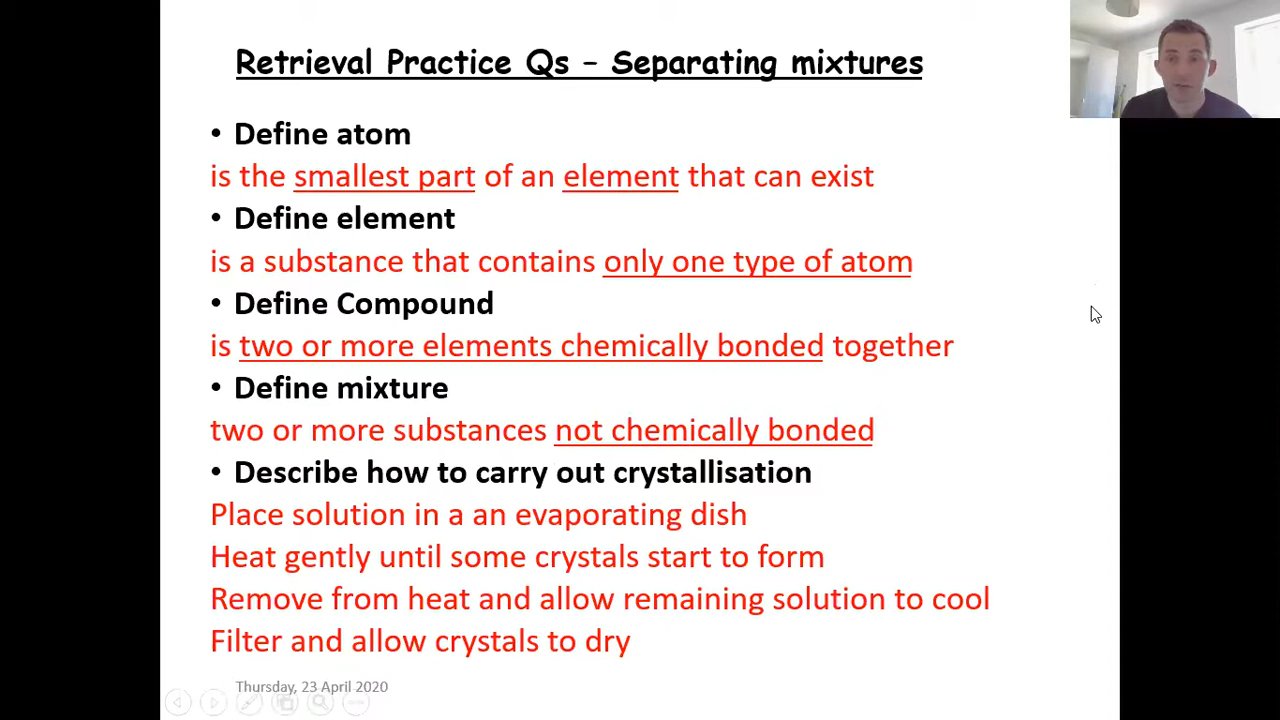 Retrieval Practice Qs – Separating mixtures
• Define atom
is the smallest part of an element that can exist
• Define element
is a substance that contains only one type of atom
• Define Compound
is two or more elements chemically bonded together
• Define mixture
two or more substances not chemically bonded
• Describe how to carry out crystallisation
Place solution in a an evaporating dish
Heat gently until some crystals start to form
Remove from heat and allow remaining solution to cool
Filter and allow crystals to dry
Thursday, 23 April 2020